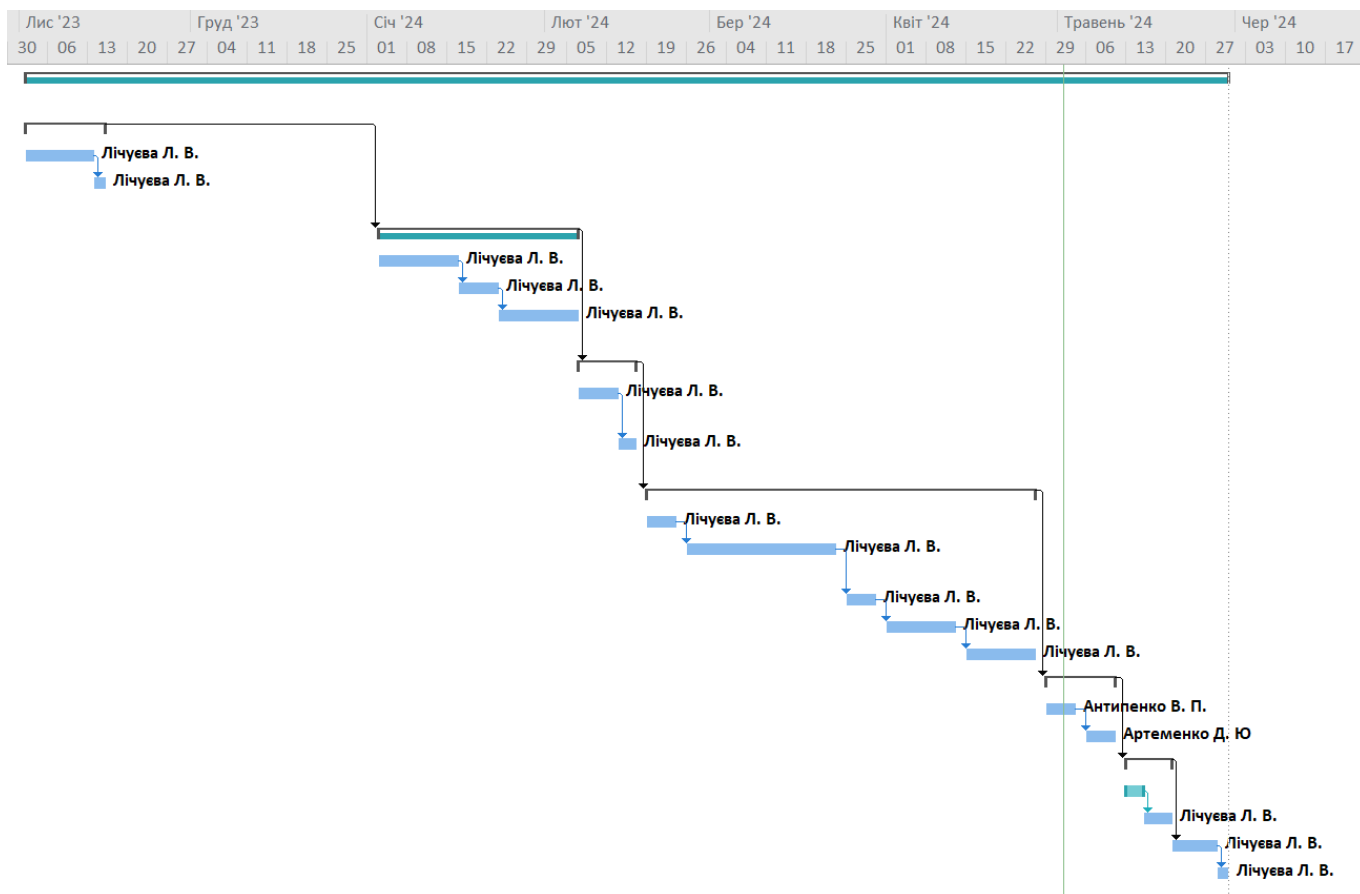 Лис '23 Груд '23 Січ '24 Лют '24 Бер '24 Квіт '24 Травень '24 Чер '24
30 06 13 20 27 04 11 18 25 01 08 15 22 29 05 12 19 26 04 11 18 25 01 08 15 22 29 06 13 20 27 03 10 17
Лічуєва Л. В.
Лічуєва Л. В.
Лічуєва Л. В.
Лічуєва Л. В.
Лічуєва Л. В.
Лічуєва Л. В.
Лічуєва Л. В.
Лічуєва Л. В.
Лічуєва Л. В.
Лічуєва Л. В.
Лічуєва Л. В.
Лічуєва Л. В.
Антипенко В. П.
Артеменко Д. Ю
Лічуєва Л. В.
Лічуєва Л. В.
Лічуєва Л. В.